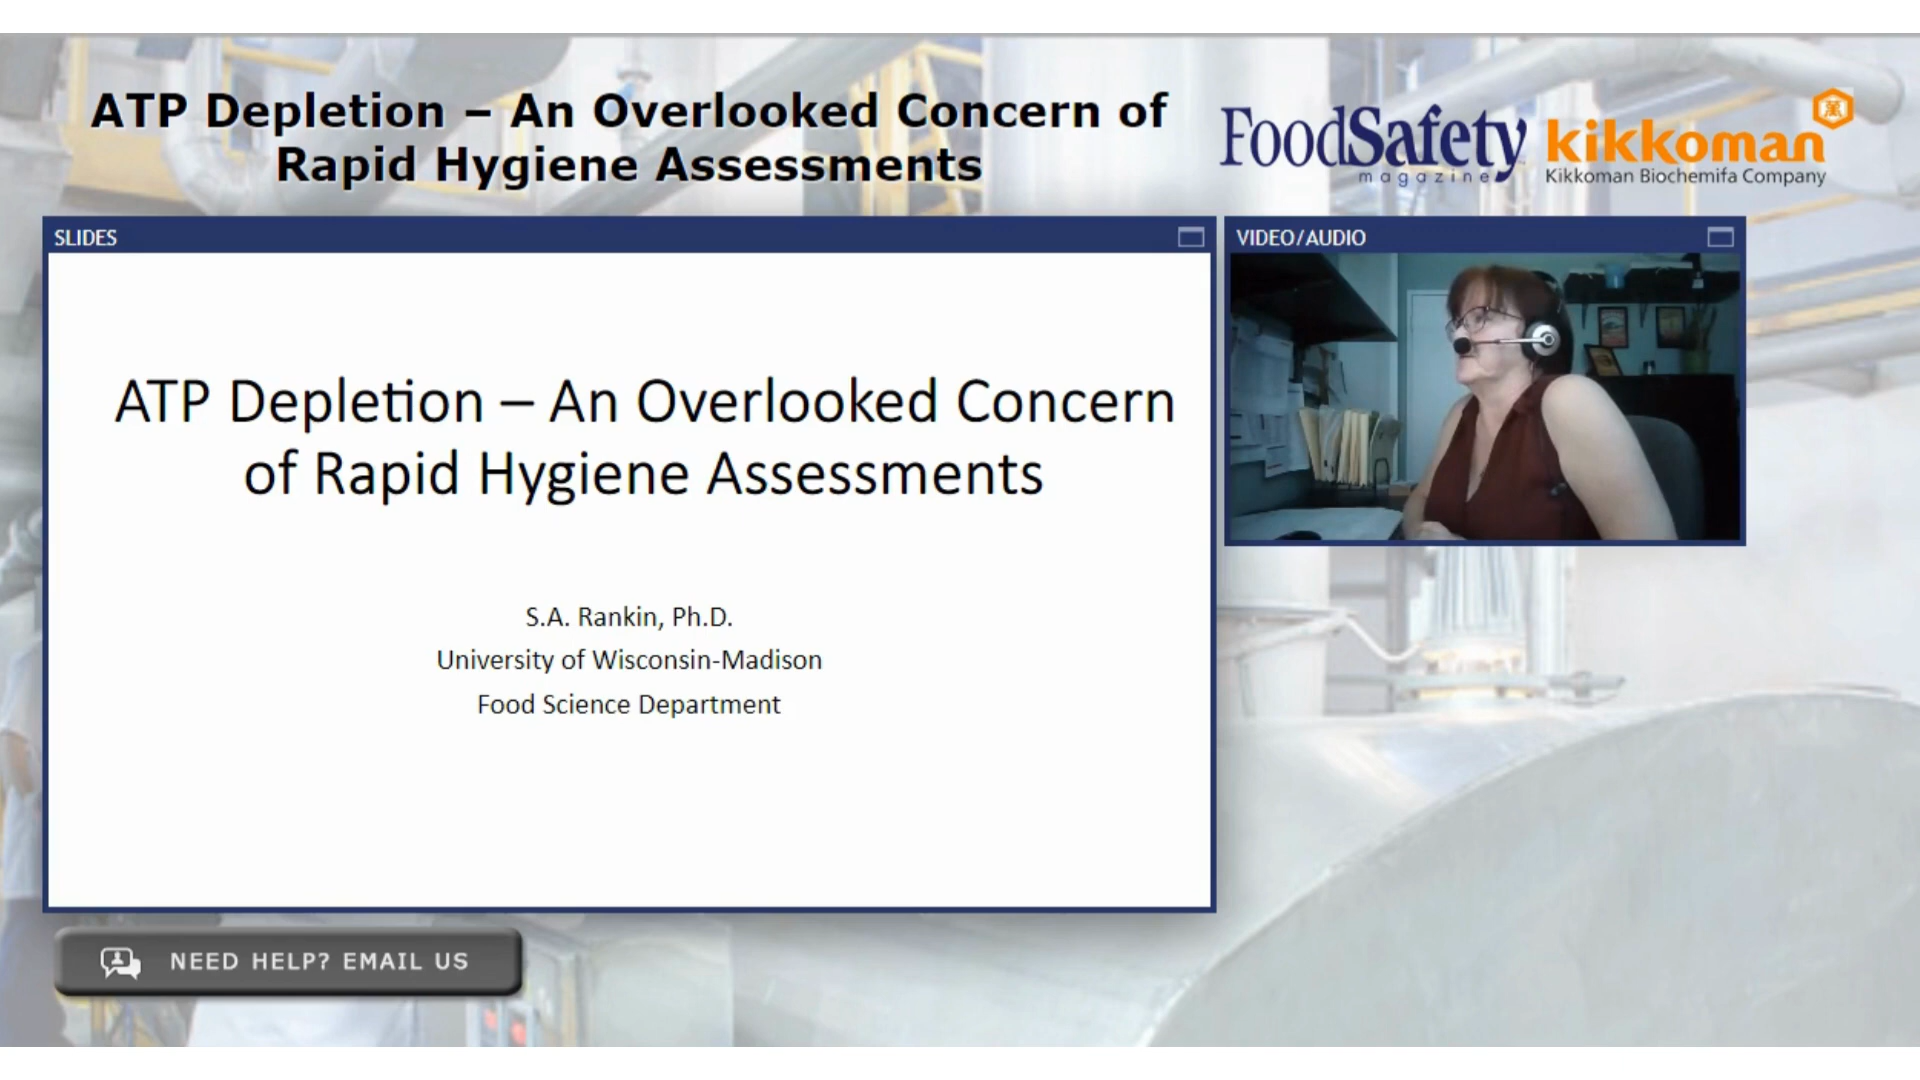 ATP Depletion – An Overlooked Concern of
Rapid Hygiene Assessments
FoodSafety
magazine
kikkoman
Kikkoman Biochemifa Company
SLIDES
VIDEO/AUDIO
ATP Depletion – An Overlooked Concern
of Rapid Hygiene Assessments
S.A. Rankin, Ph.D.
University of Wisconsin-Madison
Food Science Department
NEED HELP? EMAIL US